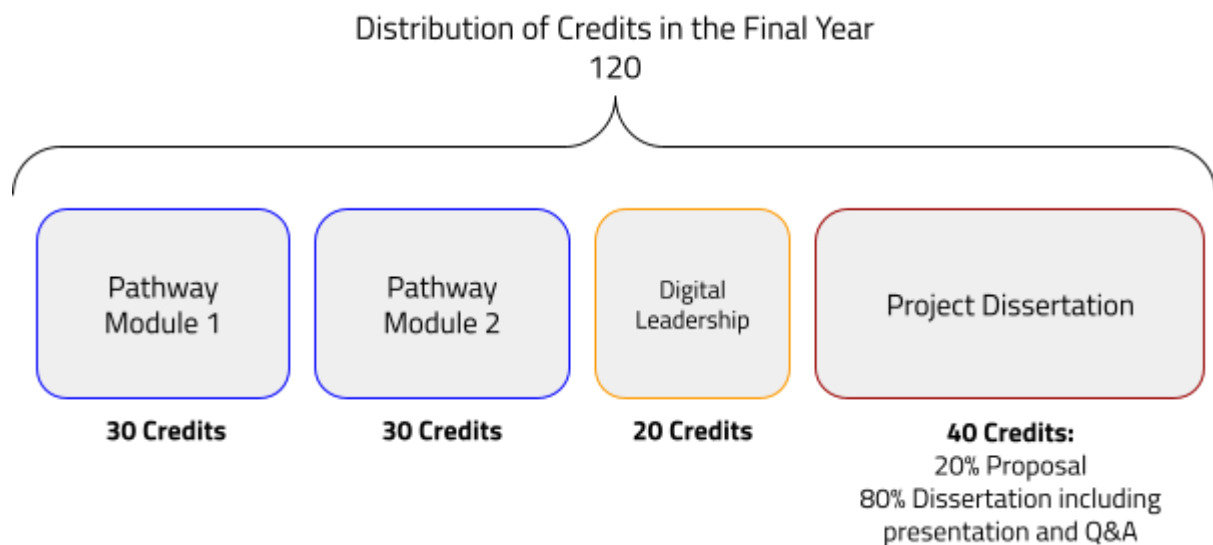 Distribution of Credits in the Final Year
120
Pathway
Module 1
Pathway
Module 2
Digital
Leadership
Project Dissertation
30 Credits
30 Credits
20 Credits
40 Credits:
20% Proposal
80% Dissertation including
presentation and Q&A